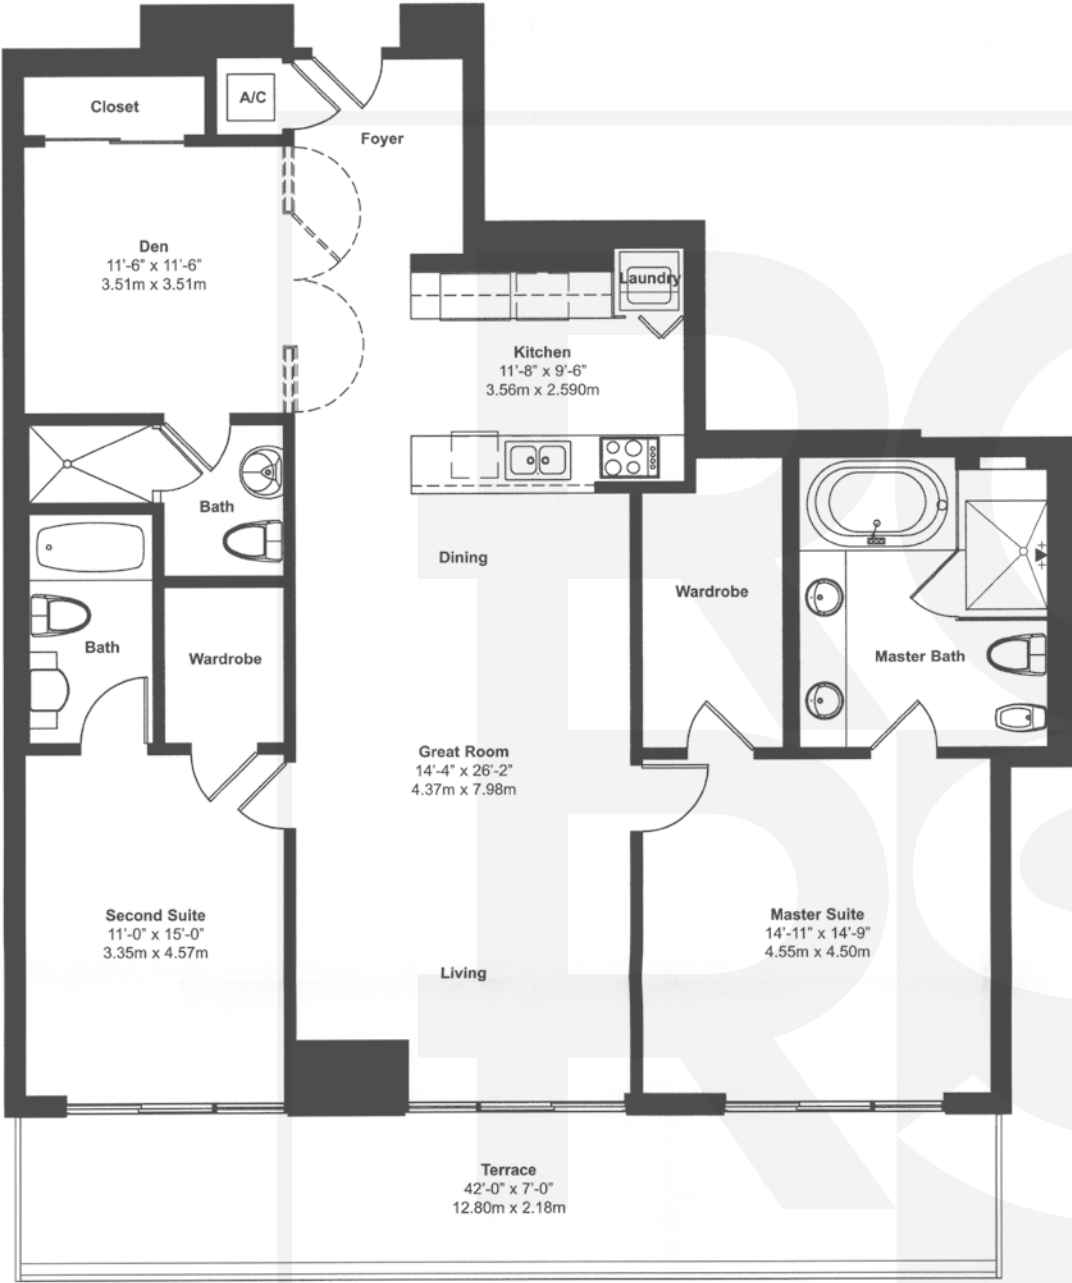 Closet
A/C
Foyer
Den
11'-6" x 11'-6"
3.51m x 3.51m
Laundry
Kitchen
11'-8" x 9'-6"
3.56m x 2.590m
Bath
Dining
Wardrobe
Bath
Wardrobe
Master Bath
Great Room
14'-4" x 26'-2"
4.37m x 7.98m
Second Suite
11'-0" x 15'-0"
3.35m x 4.57m
Master Suite
14'-11" x 14'-9"
4.55m x 4.50m
Living
Terrace
42'-0" x 7'-0"
12.80m x 2.18m